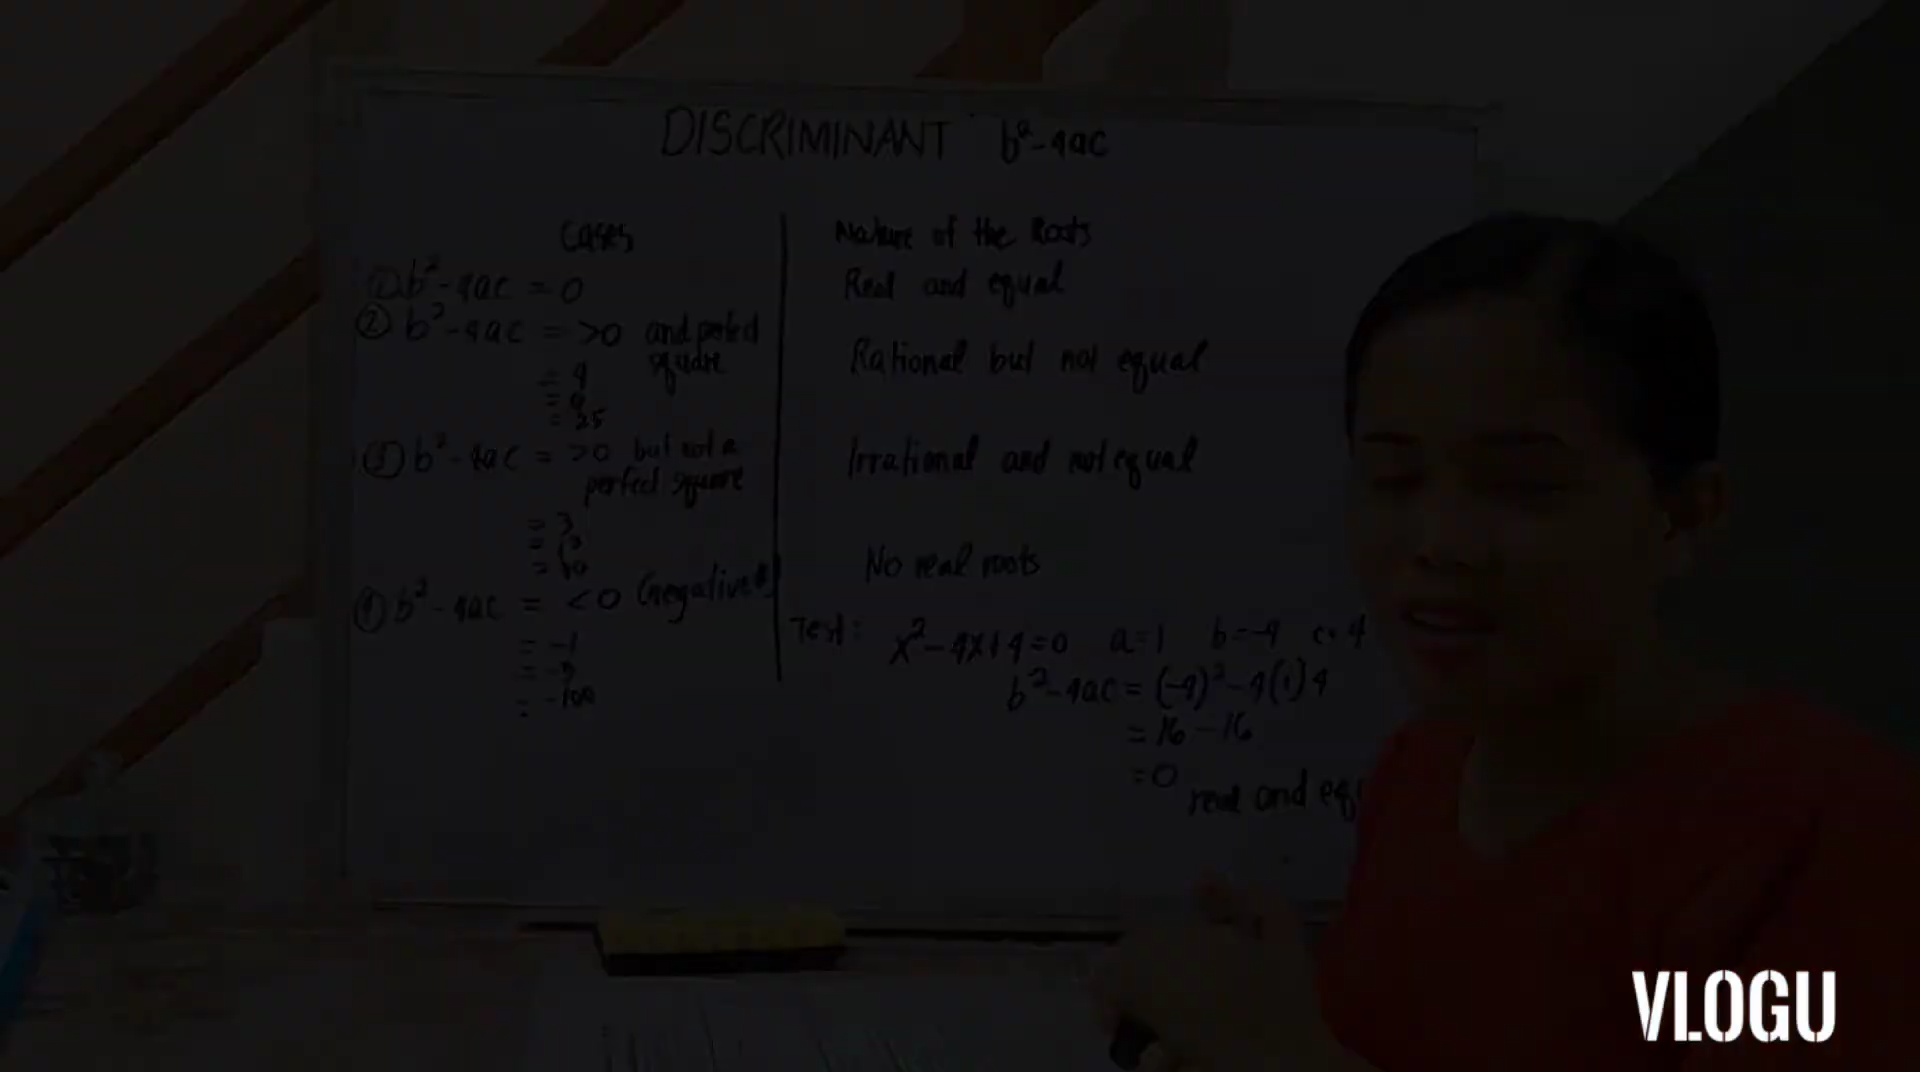 DISCRIMINANT b²-4ac
Cases
① b²-4ac = 0
② b²-4ac = >0 and perfect
square
= 4
= 9
= 25
③ b²-4ac = >0 but not a
perfect square
= 3
= 10
④ b²-4ac = <0 (negative #)
= -1
= -100
Nature of the Roots
Real and equal
Rational but not equal
Irrational and not equal
No real roots
Test: x²-4x+4=0 a=1 b=-4 c=4
b²-4ac = (-4)²-4(1)4
= 16-16
=0
real and equ
VLOGU